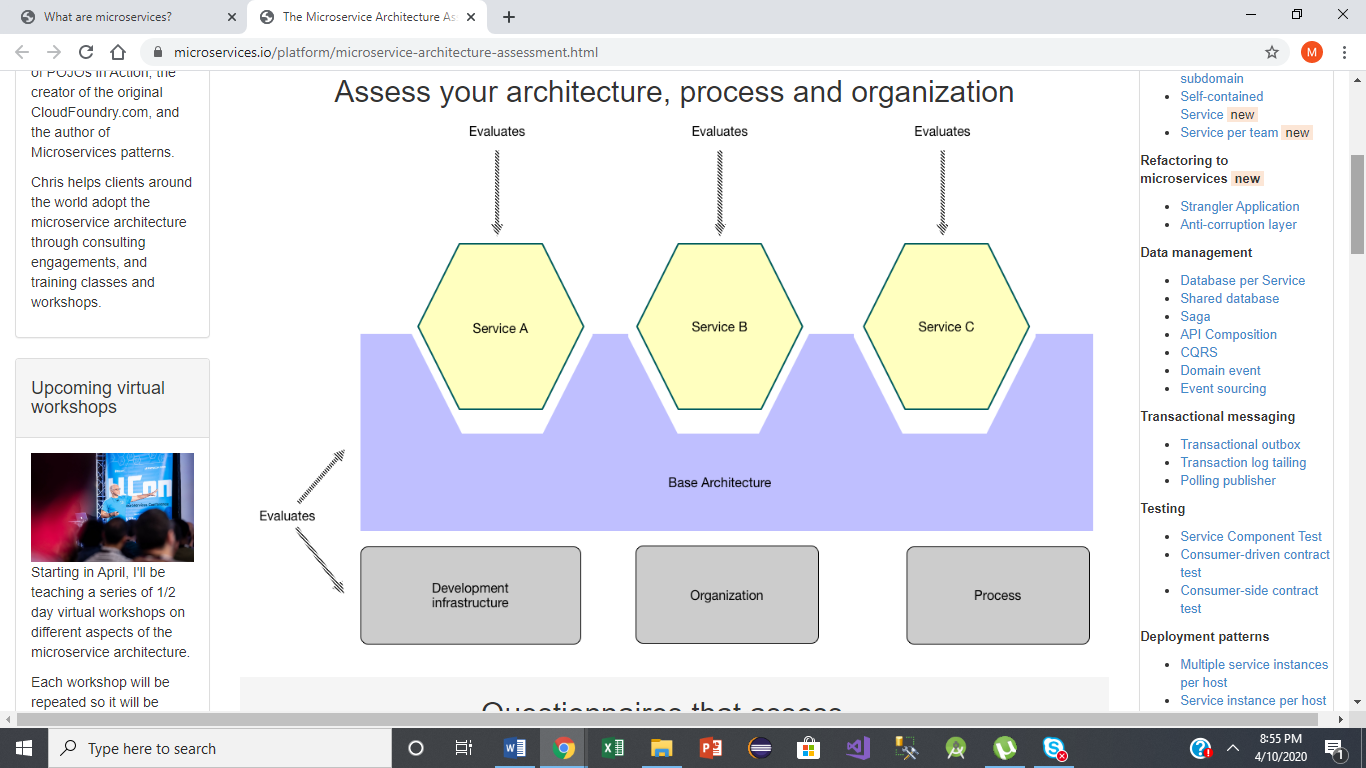 What are microservices?
The Microservice Architecture As
microservices.io/platform/microservice-architecture-assessment.html
M
of POJOs in Action, the
creator of the original
CloudFoundry.com, and
the author of
Microservices patterns.
Chris helps clients around
the world adopt the
microservice architecture
through consulting
engagements, and
training classes and
workshops.
Upcoming virtual
workshops
Starting in April, I'll be
teaching a series of 1/2
day virtual workshops on
different aspects of the
microservice architecture.
Each workshop will be
repeated so it will be
Assess your architecture, process and organization
Evaluates
Evaluates
Evaluates
Service A
Service B
Service C
Base Architecture
Evaluates
Development
infrastructure
Organization
Process
Questionnaires that assess
subdomain
Self-contained
Service new
Service per team new
Refactoring to
microservices new
Strangler Application
Anti-corruption layer
Data management
Database per Service
Shared database
Saga
API Composition
CQRS
Domain event
Event sourcing
Transactional messaging
Transactional outbox
Transaction log tailing
Polling publisher
Testing
Service Component Test
Consumer-driven contract
test
Consumer-side contract
test
Deployment patterns
Multiple service instances
per host
Service instance per host
Type here to search
8:55 PM
4/10/2020
1